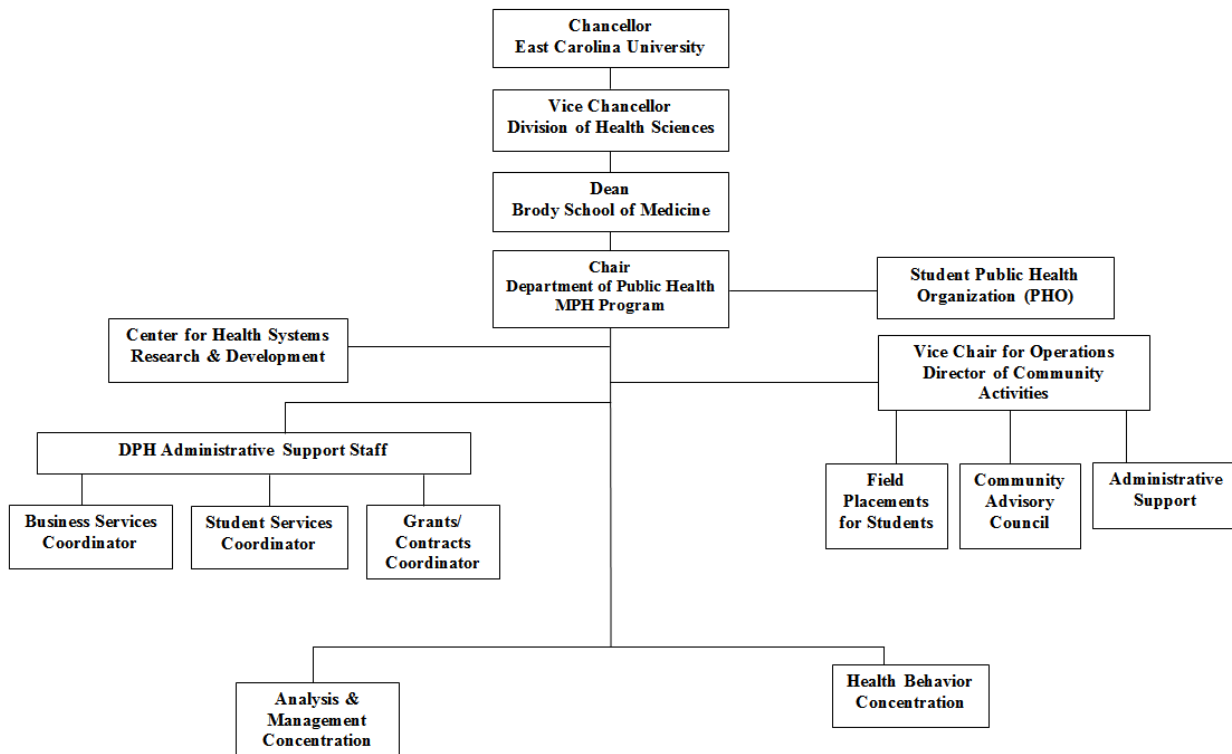 Chancellor
East Carolina University
Vice Chancellor
Division of Health Sciences
Dean
Brody School of Medicine
Chair
Department of Public Health
MPH Program
Student Public Health
Organization (PHO)
Center for Health Systems
Research & Development
Vice Chair for Operations
Director of Community
Activities
DPH Administrative Support Staff
Business Services
Coordinator
Student Services
Coordinator
Grants/
Contracts
Coordinator
Field
Placements
for Students
Community
Advisory
Council
Administrative
Support
Analysis &
Management
Concentration
Health Behavior
Concentration